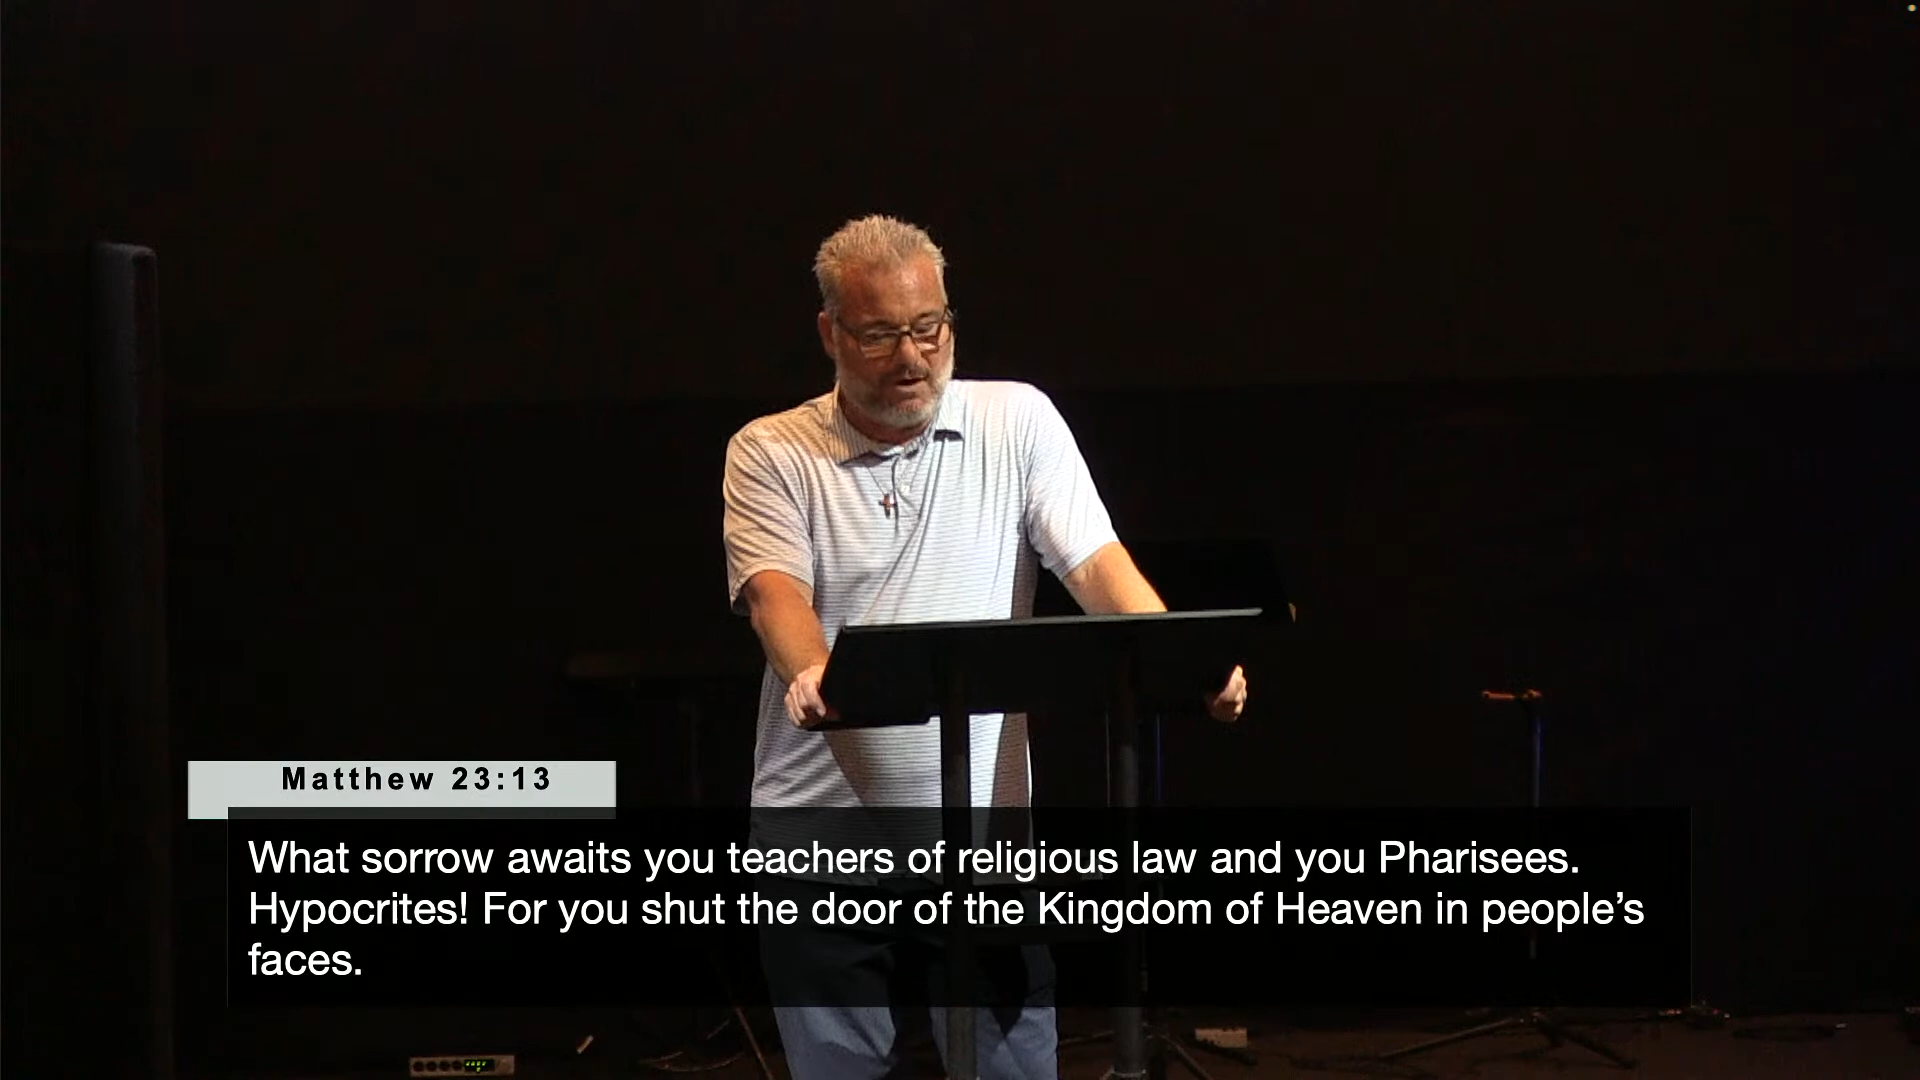 Matthew 23:13
What sorrow awaits you teachers of religious law and you Pharisees.
Hypocrites! For you shut the door of the Kingdom of Heaven in people’s
faces.